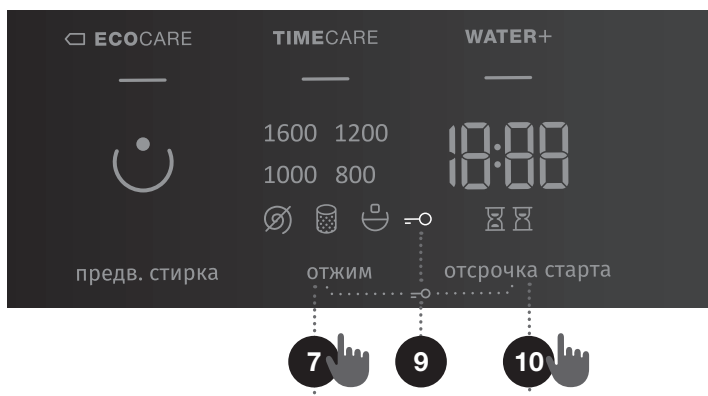 ECOCARE TIMECARE WATER+
1600 1200 18:88
1000 800
предв. стирка отжим отсрочка старта
7 9 10